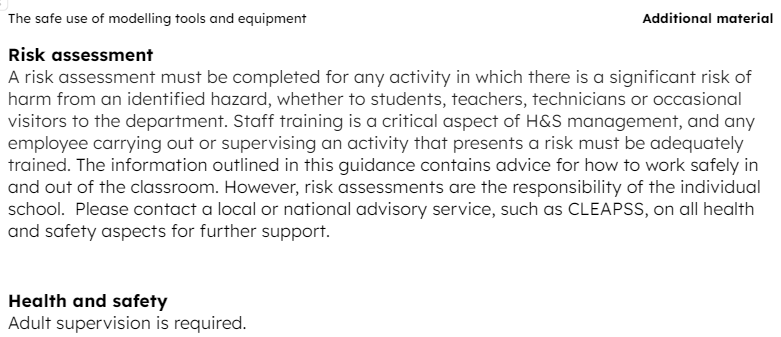 The safe use of modelling tools and equipment
Additional material
Risk assessment
A risk assessment must be completed for any activity in which there is a significant risk of
harm from an identified hazard, whether to students, teachers, technicians or occasional
visitors to the department. Staff training is a critical aspect of H&S management, and any
employee carrying out or supervising an activity that presents a risk must be adequately
trained. The information outlined in this guidance contains advice for how to work safely in
and out of the classroom. However, risk assessments are the responsibility of the individual
school.  Please contact a local or national advisory service, such as CLEAPSS, on all health
and safety aspects for further support.
Health and safety
Adult supervision is required.